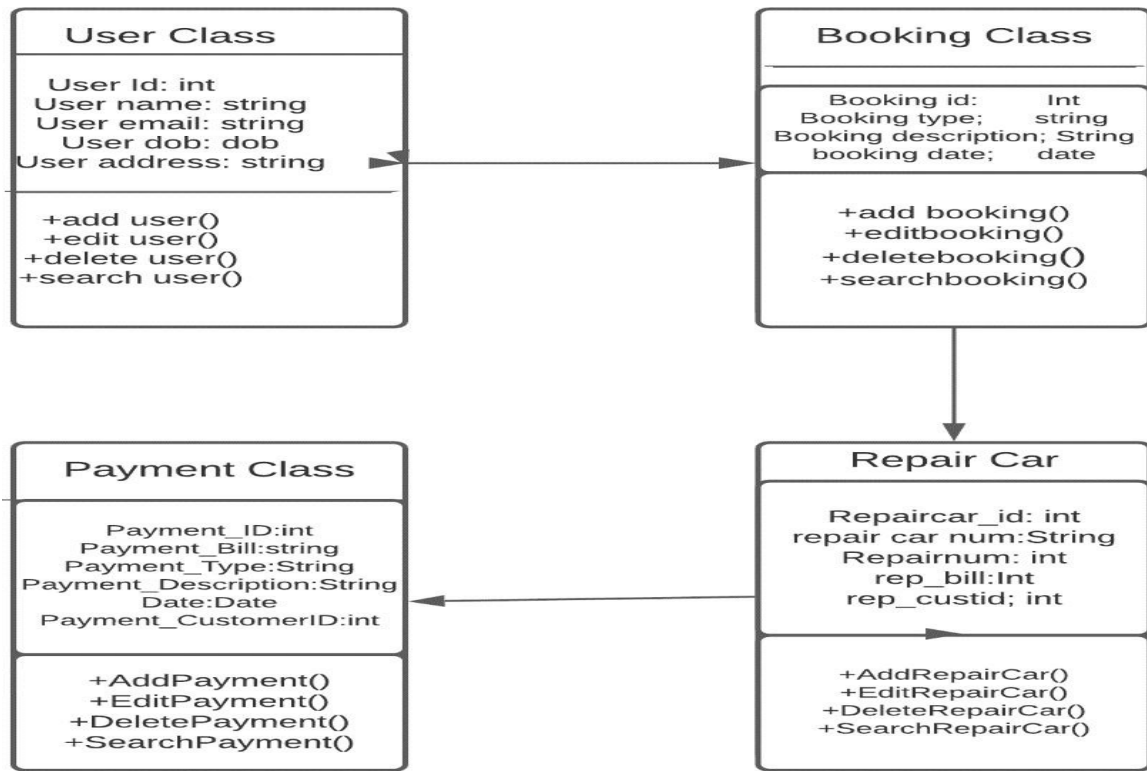 User Class
User Id: int
User name: string
User email: string
User dob: dob
User address: string
+add user()
+edit user()
+delete user()
+search user()
Booking Class
Booking id: Int
Booking type; string
Booking description; String
booking date; date
+add booking()
+editbooking()
+deletebooking()
+searchbooking()
Payment Class
Payment_ID:int
Payment_Bill:string
Payment_Type:String
Payment_Description:String
Date:Date
Payment_CustomerID:int
+AddPayment()
+EditPayment()
+DeletePayment()
+SearchPayment()
Repair Car
Repaircar_id: int
repair car num:String
Repairnum: int
rep_bill:Int
rep_custid; int
+AddRepairCar()
+EditRepairCar()
+DeleteRepairCar()
+SearchRepairCar()